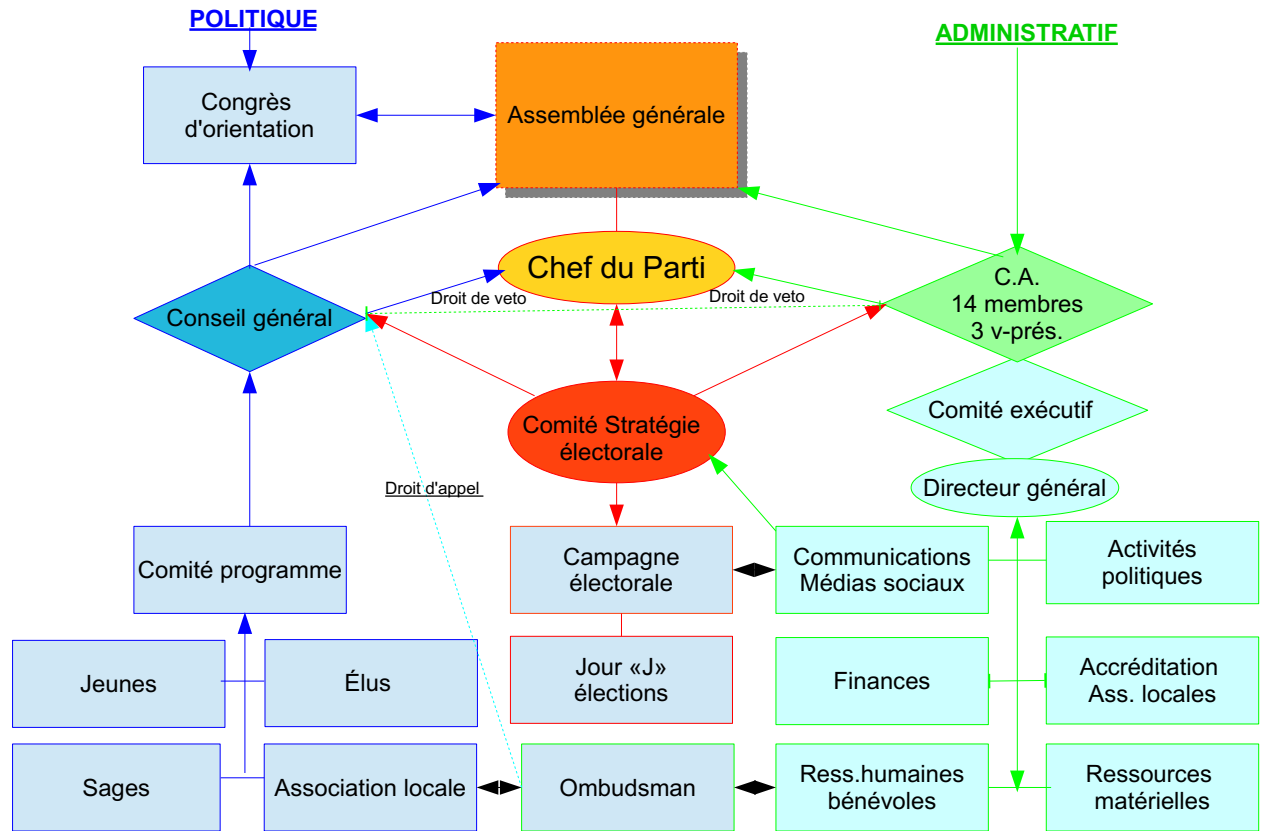 POLITIQUE
ADMINISTRATIF
Congrès
d'orientation
Assemblée générale
Chef du Parti
C.A.
14 membres
3 v-prés.
Droit de veto
Droit de veto
Conseil général
Comité exécutif
Comité Stratégie
électorale
Directeur général
Droit d'appel
Comité programme
Campagne
électorale
Communications
Médias sociaux
Activités
politiques
Jeunes
Élus
Jour «J»
élections
Finances
Accréditation
Ass. locales
Sages
Association locale
Ombudsman
Ress.humaines
bénévoles
Ressources
matérielles